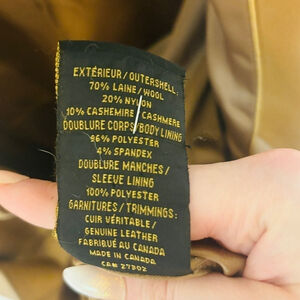 EXTÉRIEUR/OUTERSHELL:
70% LAINE/WOOL
20% NYLON
10% CASHEMIRE/CASHMERE
DOUBLURE CORPS/BODY LINING
96% POLYESTER
4% SPANDEX
DOUBLURE MANCHES/
SLEEVE LINING
100% POLYESTER
GARNITURES/TRIMMINGS:
CUIR VÉRITABLE/
GENUINE LEATHER
FABRIQUÉ AU CANADA
MADE IN CANADA
CAN 27302